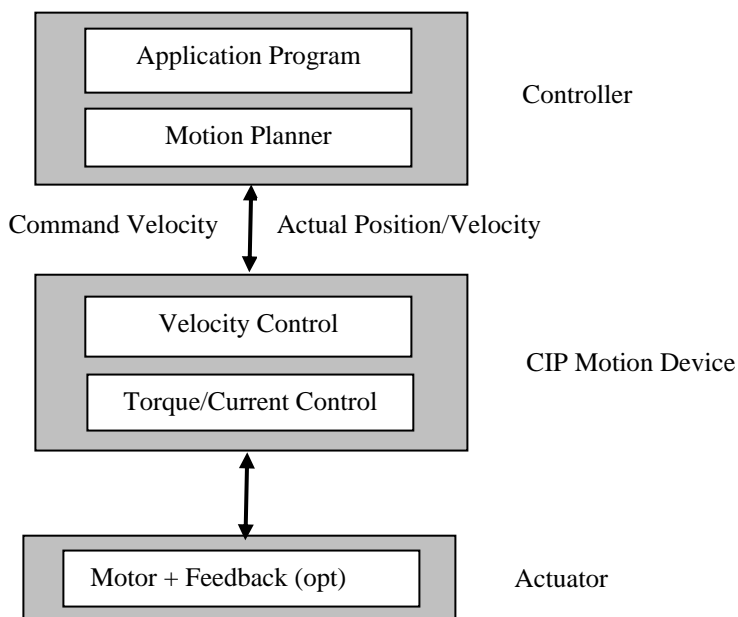 Application Program
Controller
Motion Planner
Command Velocity
Actual Position/Velocity
Velocity Control
CIP Motion Device
Torque/Current Control
Motor + Feedback (opt)
Actuator